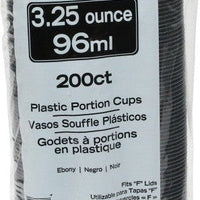 3.25 ounce
96ml
200ct
Plastic Portion Cups
Vasos Souffle Plásticos
Godets à portions
en plastique
Ebony | Negro | Noir
Fits "F" Lids
Utilizable para Tapas "F"
« F »